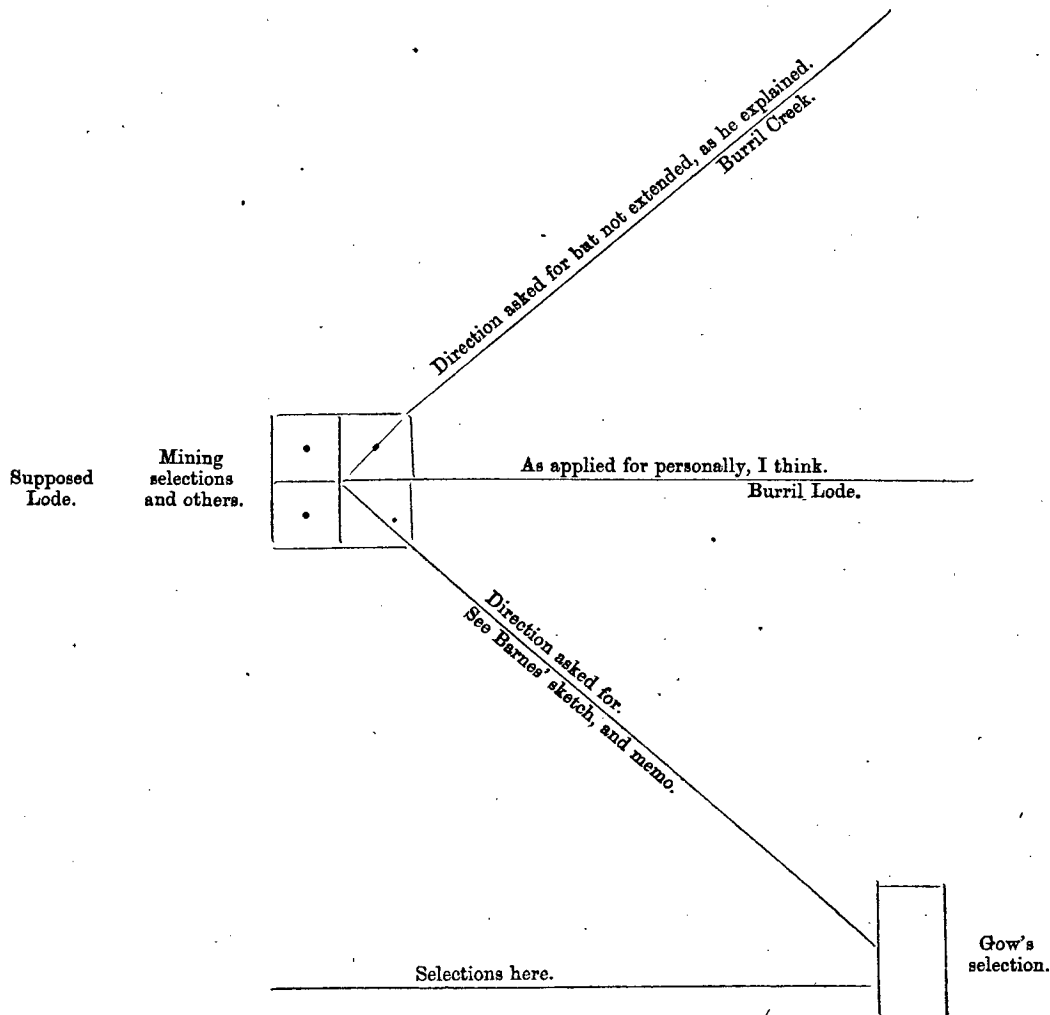 Direction asked for but not extended, as he explained.
Burril Creek.
Supposed
Lode.
Mining
selections
and others.
As applied for personally, I think.
Burril Lode.
Direction asked for.
See Barnes' sketch, and memo.
Gow's
selection.
Selections here.